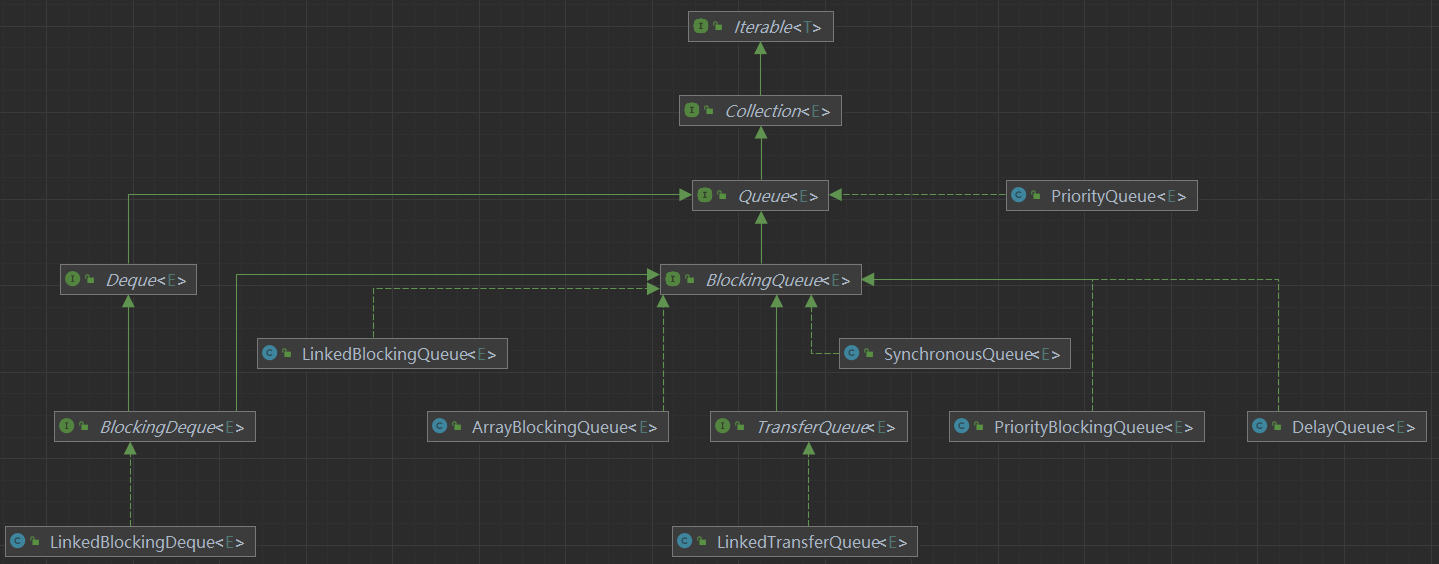 Iterable<T>
Collection<E>
Queue<E>
PriorityQueue<E>
Deque<E>
BlockingQueue<E>
LinkedBlockingQueue<E>
SynchronousQueue<E>
BlockingDeque<E>
ArrayBlockingQueue<E>
TransferQueue<E>
PriorityBlockingQueue<E>
DelayQueue<E>
LinkedBlockingDeque<E>
LinkedTransferQueue<E>